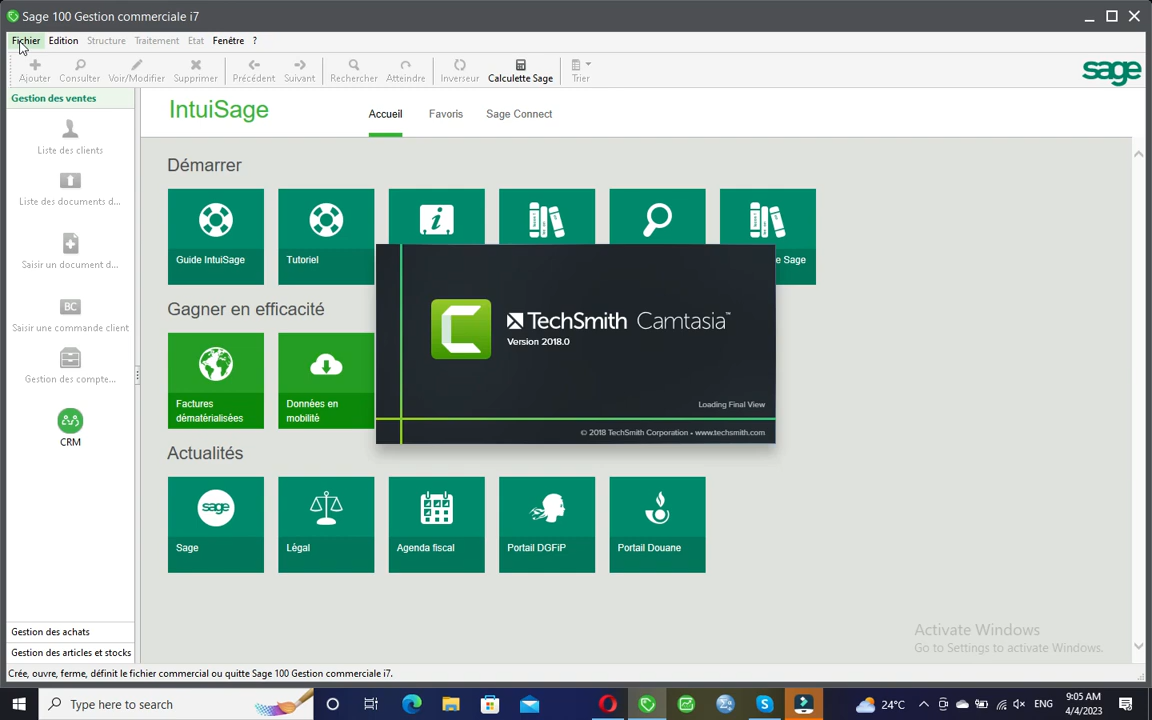 Sage 100 Gestion commerciale i7
Fichier Edition Structure Traitement Etat Fenêtre ?
Ajouter Consulter Voir/Modifier Supprimer Précédent Suivant Rechercher Atteindre Inverseur Calculette Sage Trier
sage
Gestion des ventes
Liste des clients
Liste des documents d...
Saisir un document d...
BC
Saisir une commande client
Gestion des compte...
CRM
Gestion des achats
Gestion des articles et stocks
IntuiSage
Accueil Favoris Sage Connect
Démarrer
Guide IntuiSage
Tutoriel
e Sage
Gagner en efficacité
Factures
dématérialisées
Données en
mobilité
TechSmith Camtasia™
Version 2018.0
Loading Final View
© 2018 TechSmith Corporation • www.techsmith.com
Actualités
sage
Sage
Légal
Agenda fiscal
Portail DGFiP
Portail Douane
Activate Windows
Go to Settings to activate Windows.
Crée, ouvre, ferme, définit le fichier commercial ou quitte Sage 100 Gestion commerciale i7.
Type here to search
24°C
ENG
9:05 AM
4/4/2023